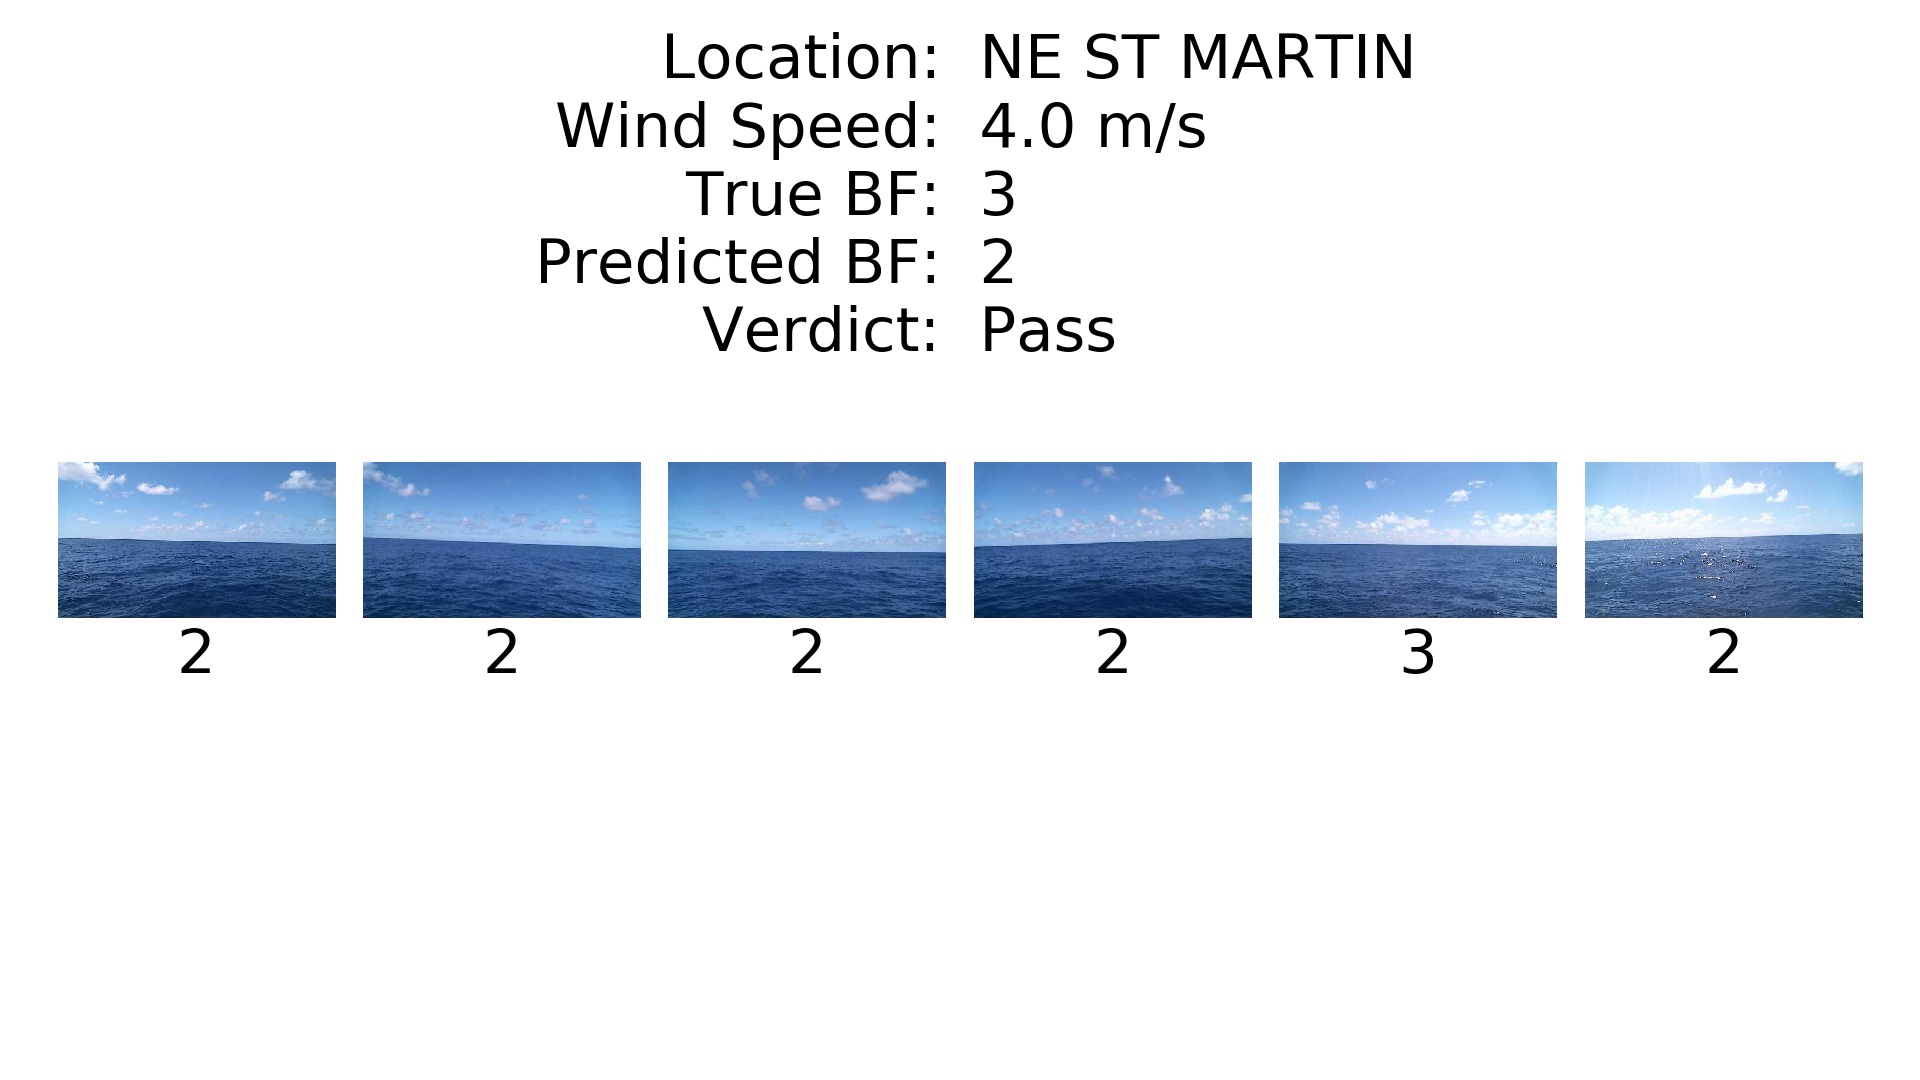 Location: NE ST MARTIN
Wind Speed: 4.0 m/s
True BF: 3
Predicted BF: 2
Verdict: Pass
2 2 2 2 3 2